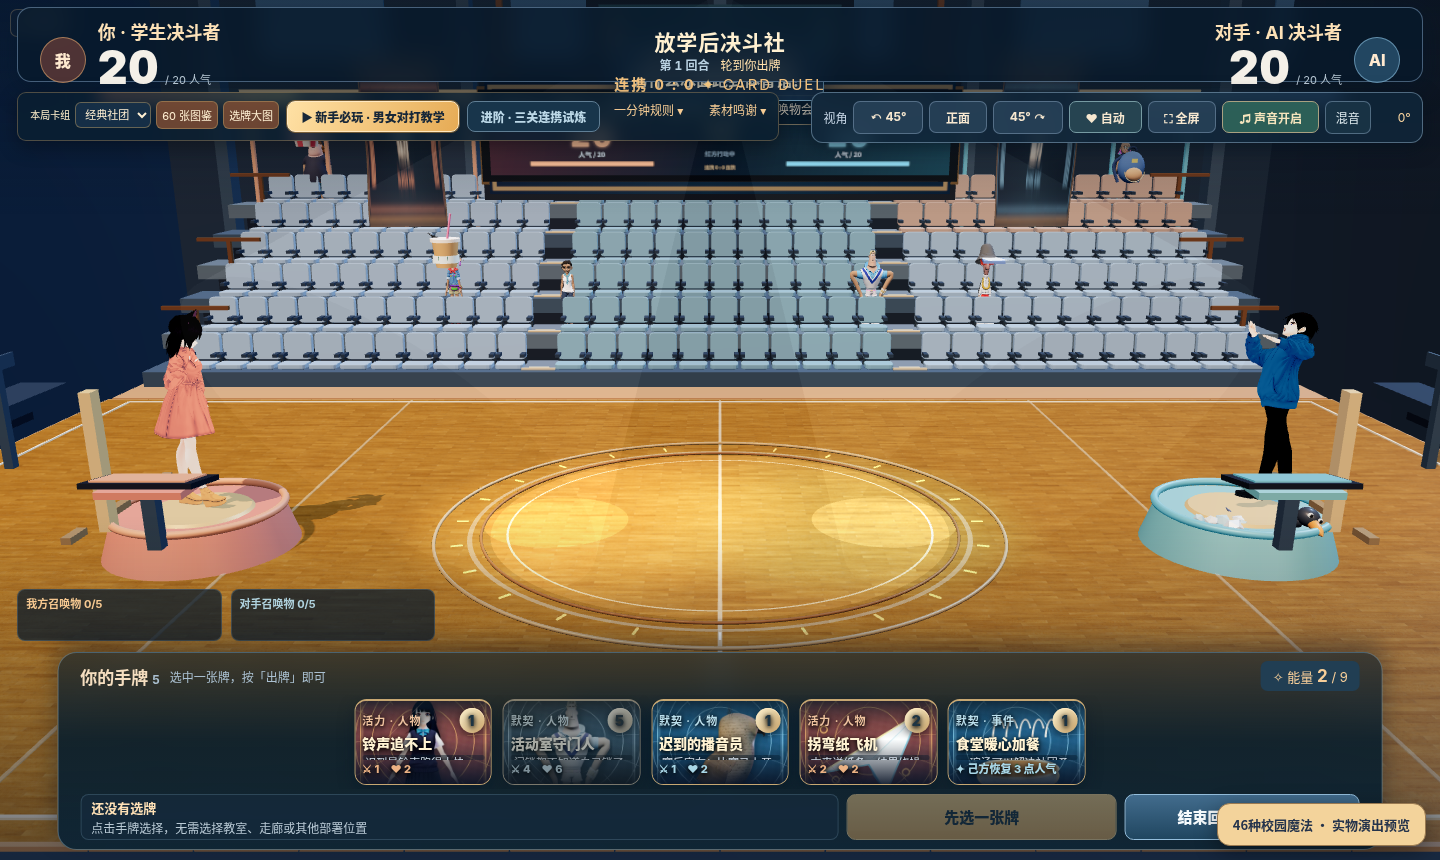 我
你 · 学生决斗者
20 / 20 人气
放学后决斗社
第 1 回合 轮到你出牌
连携 0 : 0 ✦ CARD DUEL
对手 · AI 决斗者
20 / 20 人气
AI
本局卡组 经典社团 60 张图鉴 选牌大图 ▶ 新手必玩 · 男女对打教学 进阶 · 三关连携试炼 一分钟规则 ▾ 素材鸣谢 ▾ 唤物会
视角 ↶ 45° 正面 45° ↷ ♥ 自动 ⛶ 全屏 ♫ 声音开启 混音 0°
人气 / 20
人气 / 20
我方召唤物 0/5
对手召唤物 0/5
你的手牌 5 选中一张牌，按「出牌」即可
✧ 能量 2 / 9
活力 · 人物 1
铃声追不上
⚔ 1 ♥ 2
默契 · 人物 5
活动室守门人
⚔ 4 ♥ 6
默契 · 人物 1
迟到的播音员
⚔ 1 ♥ 2
活力 · 人物 2
拐弯纸飞机
⚔ 2 ♥ 2
默契 · 事件 1
食堂暖心加餐
✦ 己方恢复 3 点人气
还没有选牌
点击手牌选择，无需选择教室、走廊或其他部署位置
先选一张牌
结束回
46种校园魔法 · 实物演出预览